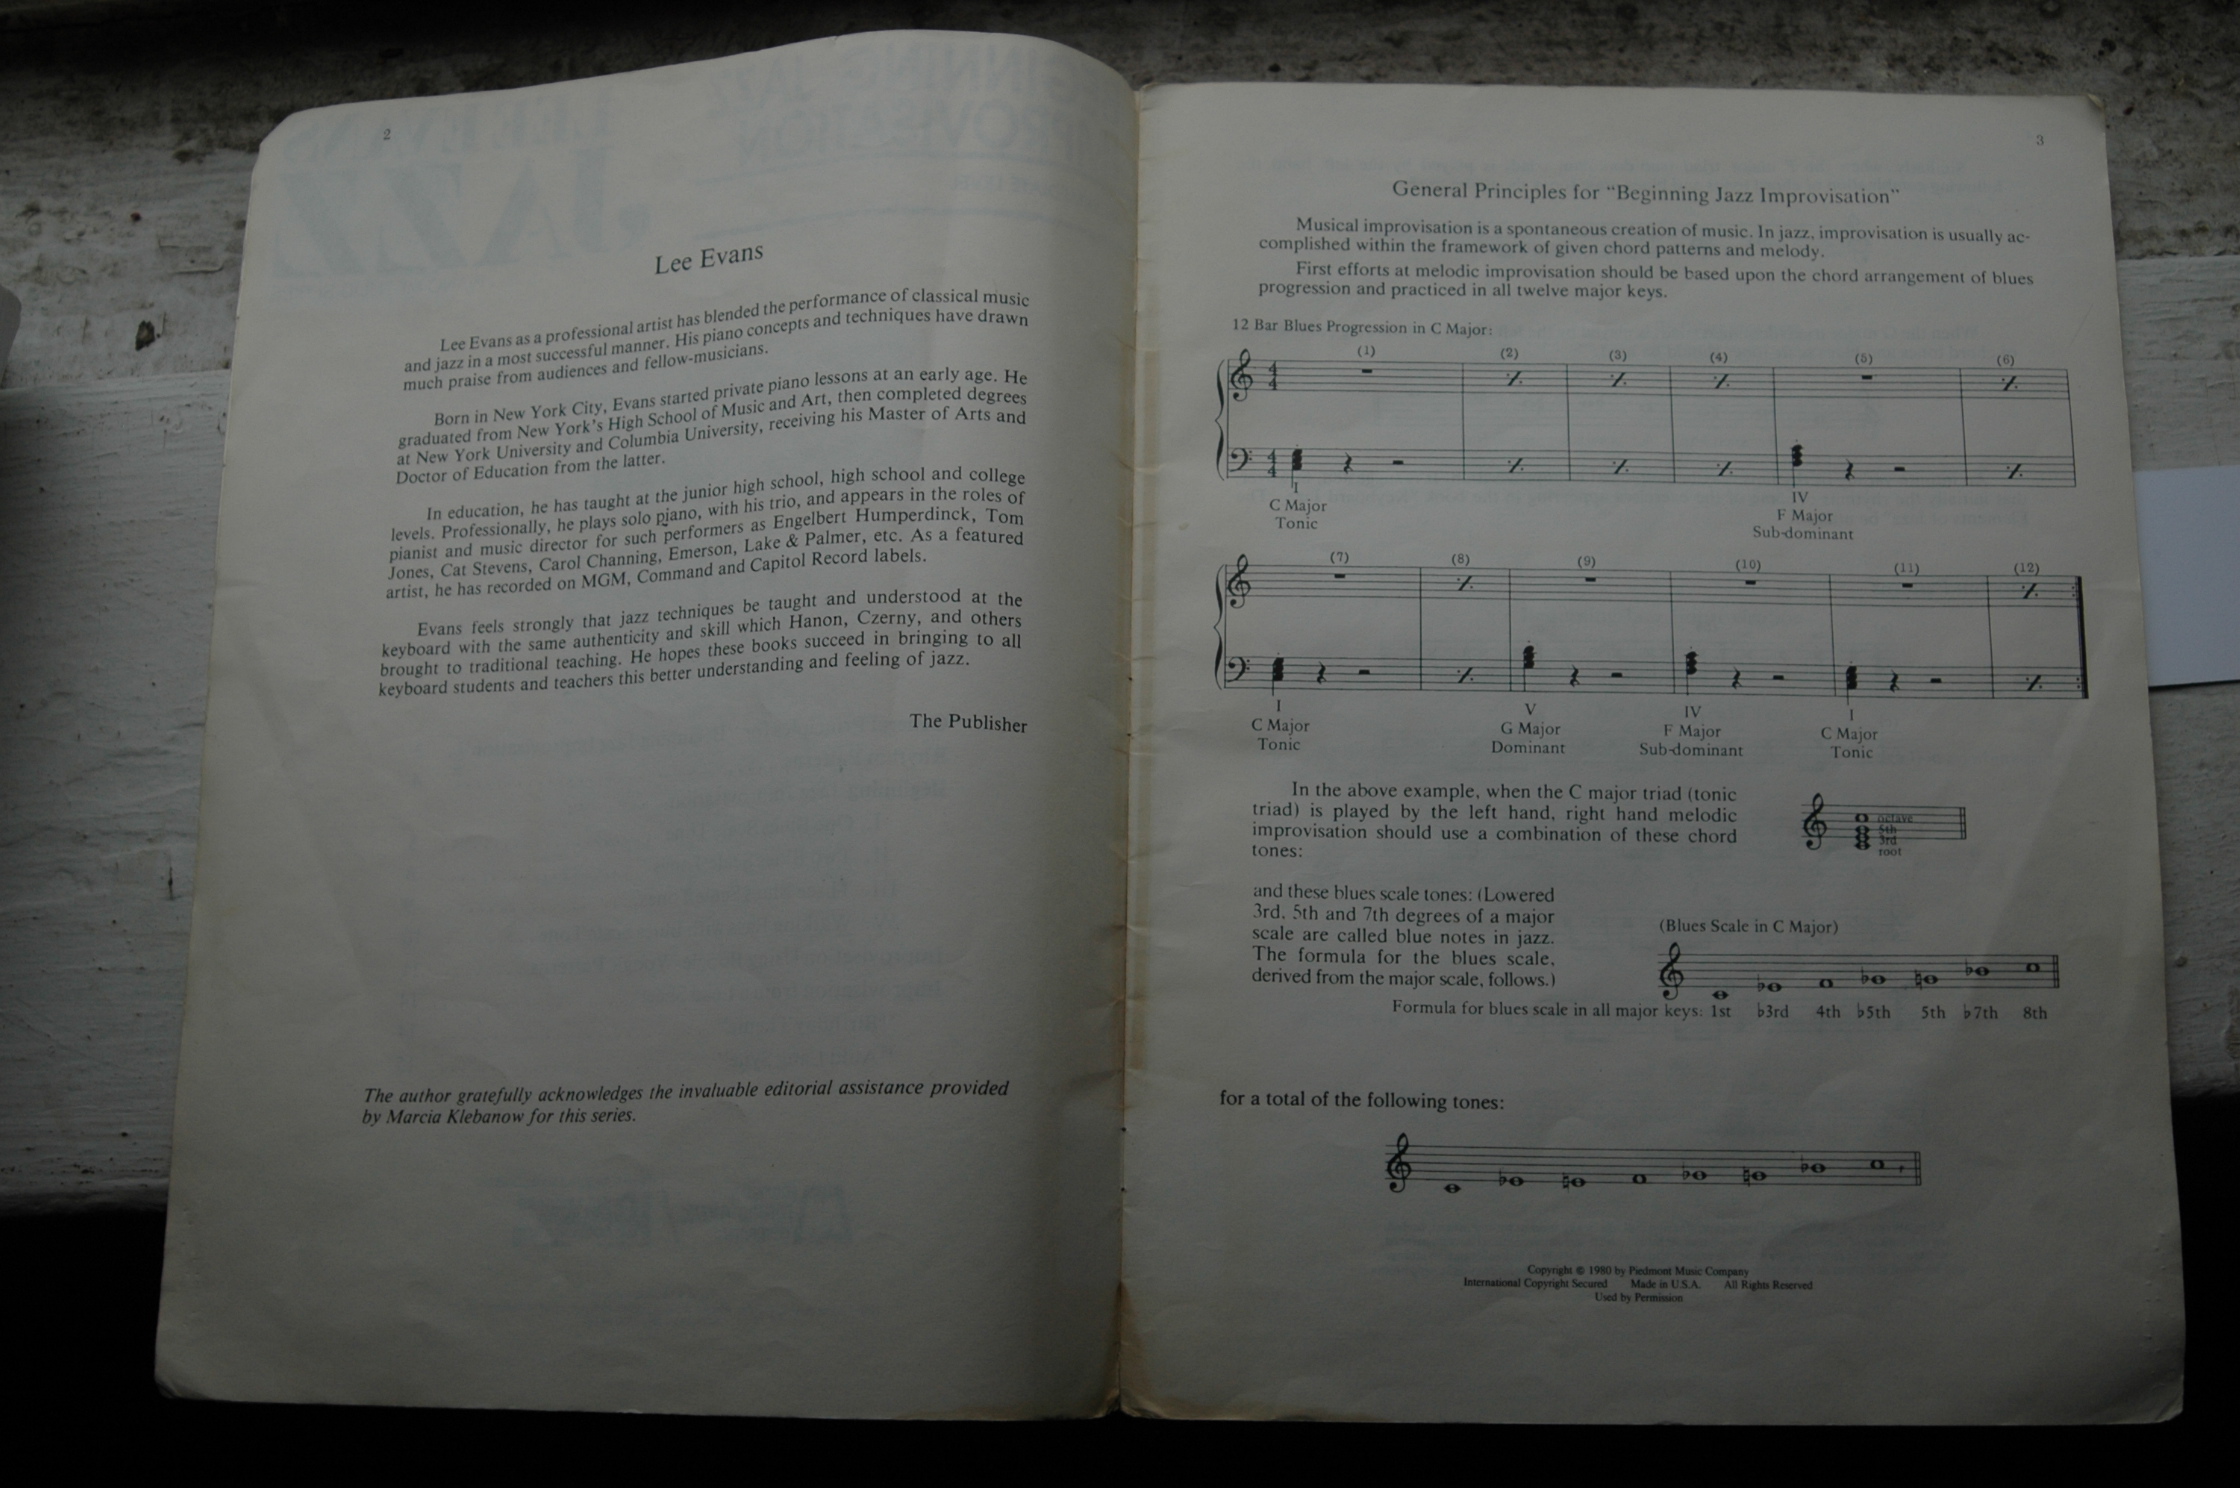 2
Lee Evans
Lee Evans as a professional artist has blended the performance of classical music
and jazz in a most successful manner. His piano concepts and techniques have drawn
much praise from audiences and fellow-musicians.
Born in New York City, Evans started private piano lessons at an early age. He
graduated from New York's High School of Music and Art, then completed degrees
at New York University and Columbia University, receiving his Master of Arts and
Doctor of Education from the latter.
In education, he has taught at the junior high school, high school and college
levels. Professionally, he plays solo piano, with his trio, and appears in the roles of
pianist and music director for such performers as Engelbert Humperdinck, Tom
Jones, Cat Stevens, Carol Channing, Emerson, Lake & Palmer, etc. As a featured
artist, he has recorded on MGM, Command and Capitol Record labels.
Evans feels strongly that jazz techniques be taught and understood at the
keyboard with the same authenticity and skill which Hanon, Czerny, and others
brought to traditional teaching. He hopes these books succeed in bringing to all
keyboard students and teachers this better understanding and feeling of jazz.
The Publisher
The author gratefully acknowledges the invaluable editorial assistance provided
by Marcia Klebanow for this series.
3
General Principles for "Beginning Jazz Improvisation"
Musical improvisation is a spontaneous creation of music. In jazz, improvisation is usually ac-
complished within the framework of given chord patterns and melody.
First efforts at melodic improvisation should be based upon the chord arrangement of blues
progression and practiced in all twelve major keys.
12 Bar Blues Progression in C Major:
(1) (2) (3) (4) (5) (6)
4 4
4 4
I IV
C Major F Major
Tonic Sub-dominant
(7) (8) (9) (10) (11) (12)
I V IV I
C Major G Major F Major C Major
Tonic Dominant Sub-dominant Tonic
In the above example, when the C major triad (tonic
triad) is played by the left hand, right hand melodic
improvisation should use a combination of these chord
tones:
octave
5th
3rd
root
and these blues scale tones: (Lowered
3rd, 5th and 7th degrees of a major
scale are called blue notes in jazz.
The formula for the blues scale,
derived from the major scale, follows.)
(Blues Scale in C Major)
Formula for blues scale in all major keys: 1st ♭3rd 4th ♭5th 5th ♭7th 8th
for a total of the following tones:
Copyright © 1980 by Piedmont Music Company
International Copyright Secured Made in U.S.A. All Rights Reserved
Used by Permission